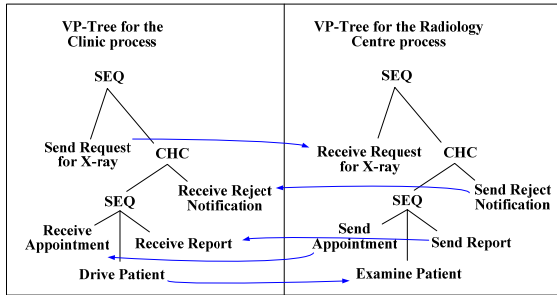 VP-Tree for the
Clinic process
SEQ
Send Request
for X-ray
CHC
Receive Reject
Notification
SEQ
Receive
Appointment
Receive Report
Drive Patient
VP-Tree for the Radiology
Centre process
SEQ
Receive Request
for X-ray
CHC
Send Reject
Notification
SEQ
Send
Appointment
Send Report
Examine Patient